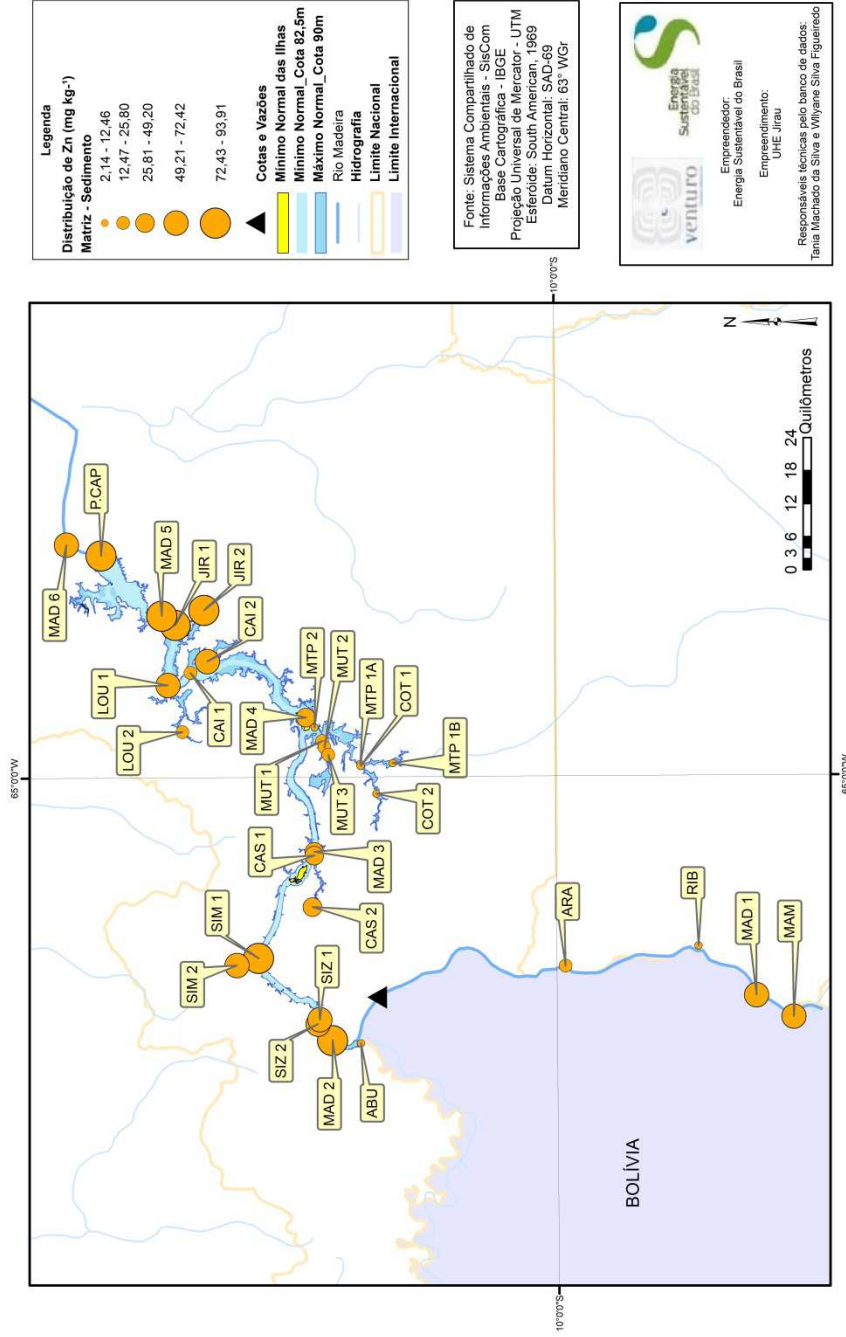 65°0'0"W
MAD 6
P.CAP
MAD 5
JIR 1
JIR 2
LOU 1
LOU 2
CAI 1
CAI 2
MAD 4
MTP 2
MUT 2
MUT 1
MUT 3
MTP 1A
COT 1
MTP 1B
COT 2
CAS 1
MAD 3
CAS 2
SIM 1
SIM 2
SIZ 1
SIZ 2
MAD 2
ABU
ARA
RIB
MAD 1
MAM
BOLÍVIA
10°0'0"S
10°0'0"S
65°0'0"W
N
0 3 6 12 18 24
Quilômetros
Legenda
Distribuição de Zn (mg kg-¹)
Matriz - Sedimento
2,14 - 12,46
12,47 - 25,80
25,81 - 49,20
49,21 - 72,42
72,43 - 93,91
Cotas e Vazões
Mínimo Normal das Ilhas
Mínimo Normal_Cota 82,5m
Máximo Normal_Cota 90m
Rio Madeira
Hidrografia
Limite Nacional
Limite Internacional
Fonte: Sistema Compartilhado de
Informações Ambientais - SisCom
Base Cartográfica - IBGE
Projeção Universal de Mercator - UTM
Esferóide: South American, 1969
Datum Horizontal: SAD-69
Meridiano Central: 63° WGr
venturo
Energia
Sustentável
do Brasil
Empreendedor:
Energia Sustentável do Brasil
Empreendimento:
UHE Jirau
Responsáveis técnicas pelo banco de dados:
Tania Machado da Silva e Wllyane Silva Figueiredo